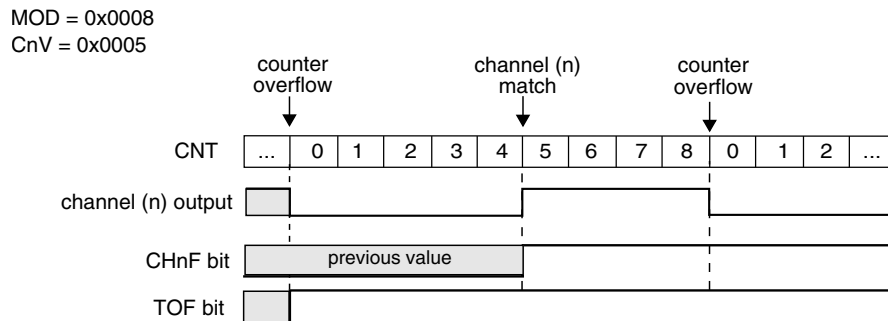 MOD = 0x0008
CnV = 0x0005
counter overflow channel (n) match counter overflow
CNT ... 0 1 2 3 4 5 6 7 8 0 1 2 ...
channel (n) output
CHnF bit previous value
TOF bit